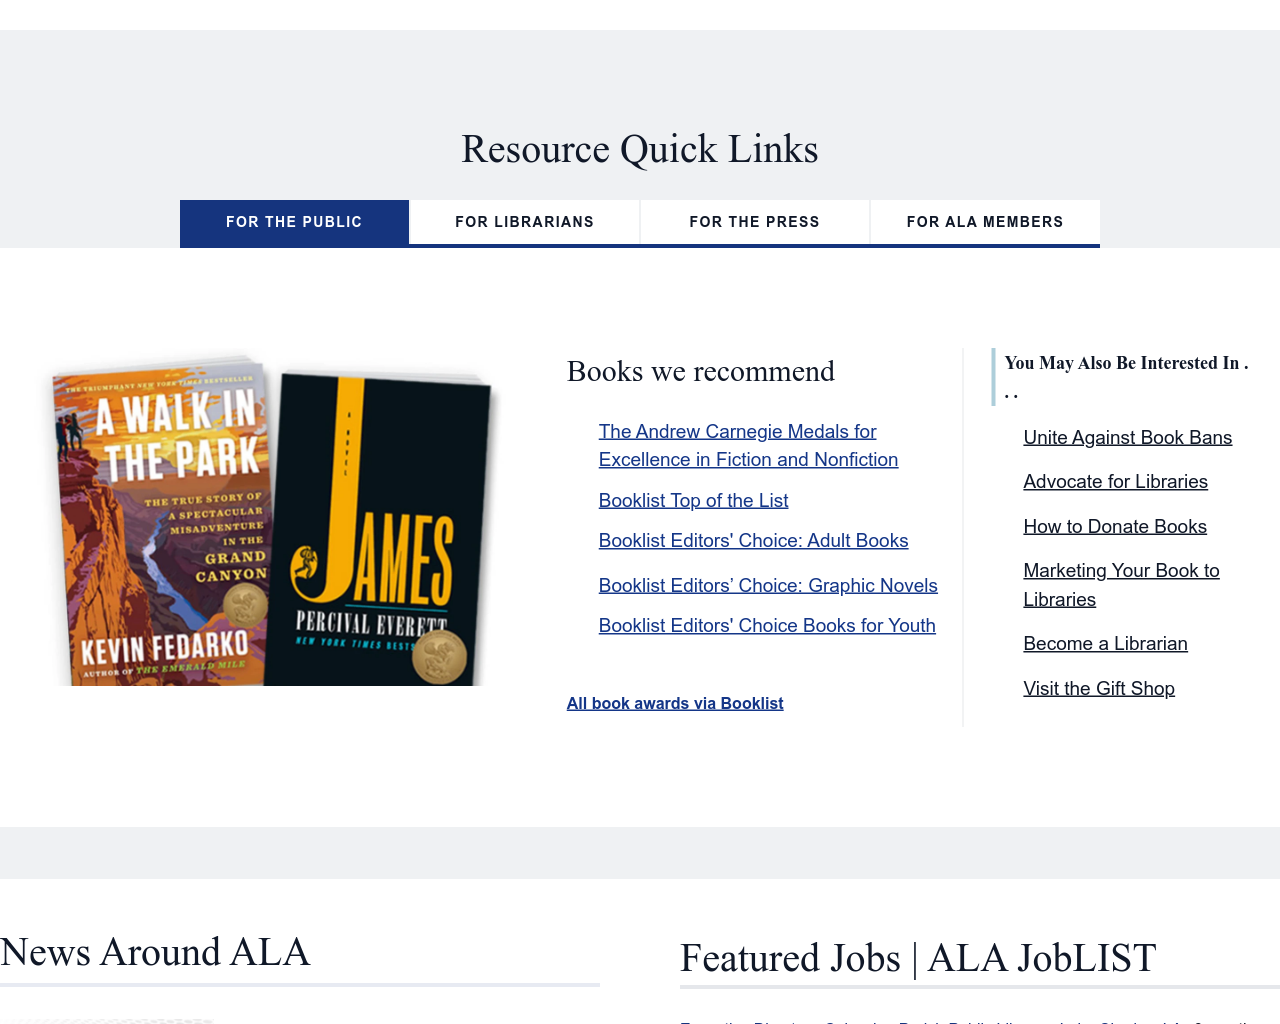 Resource Quick Links
FOR THE PUBLIC
FOR LIBRARIANS
FOR THE PRESS
FOR ALA MEMBERS
THE TRIUMPHANT NEW YORK TIMES BESTSELLER
A WALK IN
THE PARK
THE TRUE STORY OF
A SPECTACULAR
MISADVENTURE
IN THE
GRAND
CANYON
KEVIN FEDARKO
AUTHOR OF THE EMERALD MILE
A NOVEL
JAMES
PERCIVAL EVERETT
NEW YORK TIMES BESTS
Books we recommend
The Andrew Carnegie Medals for
Excellence in Fiction and Nonfiction
Booklist Top of the List
Booklist Editors' Choice: Adult Books
Booklist Editors’ Choice: Graphic Novels
Booklist Editors' Choice Books for Youth
All book awards via Booklist
You May Also Be Interested In .
. .
Unite Against Book Bans
Advocate for Libraries
How to Donate Books
Marketing Your Book to
Libraries
Become a Librarian
Visit the Gift Shop
News Around ALA
Featured Jobs | ALA JobLIST